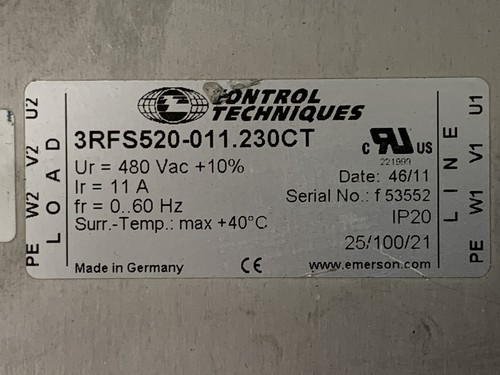 CONTROL
TECHNIQUES
3RFS520-011.230CT
Ur = 480 Vac +10%
Ir = 11 A
fr = 0..60 Hz
Surr.-Temp.: max +40°C
Made in Germany
CE
c RU US
221993
Date: 46/11
Serial No.: f 53552
IP20
25/100/21
www.emerson.com
PE W2 V2 U2
LOAD
PE W1 V1 U1
LINE